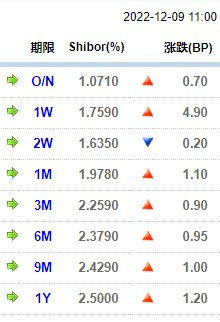 2022-12-09 11:00
期限 Shibor(%) 涨跌(BP)
O/N 1.0710 0.70
1W 1.7590 4.90
2W 1.6350 0.20
1M 1.9780 1.10
3M 2.2590 0.90
6M 2.3790 0.95
9M 2.4290 1.00
1Y 2.5000 1.20